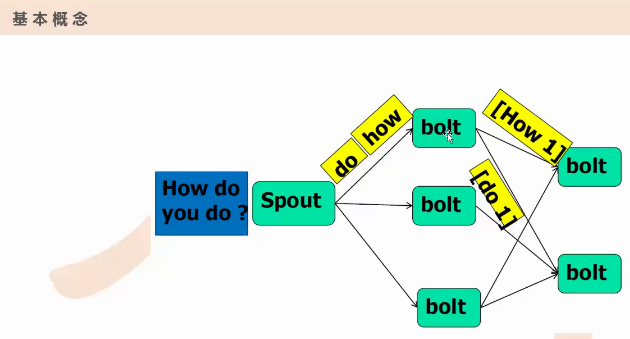 基本概念
How do
you do ?
Spout
do
how
bolt
bolt
bolt
[How 1]
[do 1]
bolt
bolt